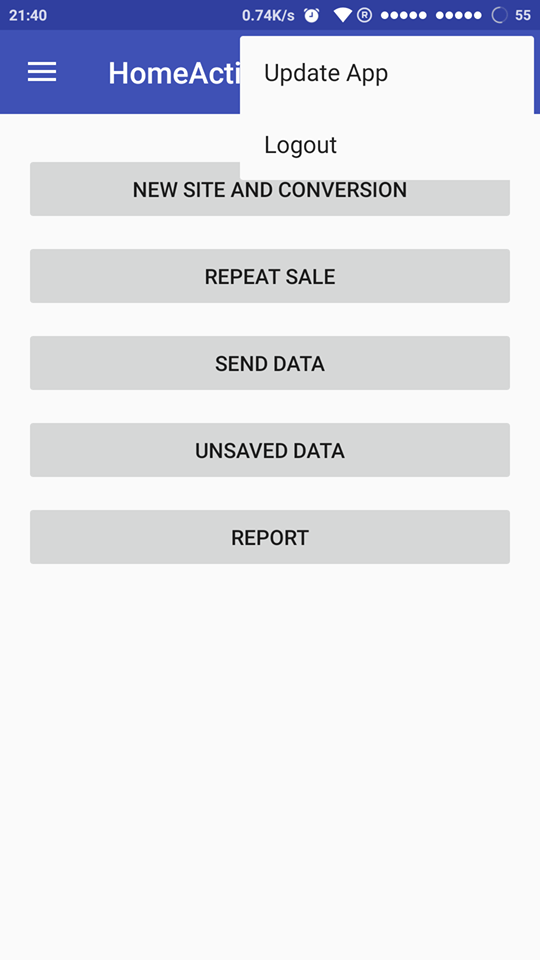 21:40 0.74K/s R 55
HomeActi
Update App
Logout
NEW SITE AND CONVERSION
REPEAT SALE
SEND DATA
UNSAVED DATA
REPORT